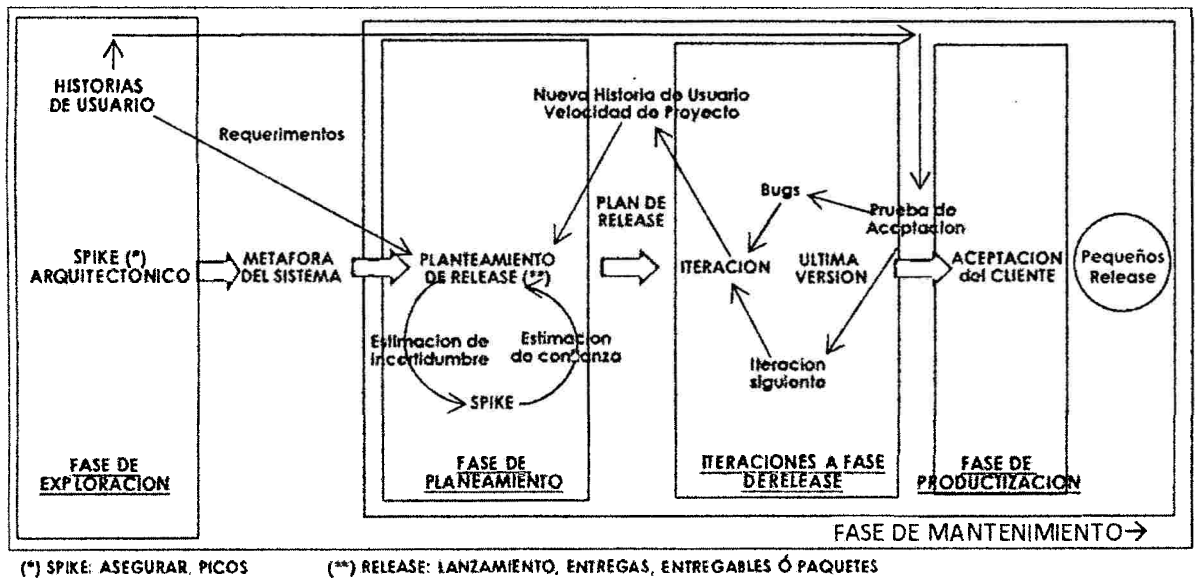 HISTORIAS
DE USUARIO
Requerimentos
Nueva Historia de Usuario
Velocidad de Proyecto
SPIKE (*)
ARQUITECTONICO
METAFORA
DEL SISTEMA
PLANTEAMIENTO
DE RELEASE (**)
Estimacion de
incertidumbre
Estimacion
de confianza
SPIKE
PLAN DE
RELEASE
ITERACION
Bugs
ULTIMA
VERSION
Prueba de
Aceptacion
Iteracion
siguiente
ACEPTACION
del CLIENTE
Pequeños
Release
FASE DE
EXPLORACION
FASE DE
PLANEAMIENTO
ITERACIONES A FASE
DERELEASE
FASE DE
PRODUCTIZACION
FASE DE MANTENIMIENTO→
(*) SPIKE: ASEGURAR, PICOS
(**) RELEASE: LANZAMIENTO, ENTREGAS, ENTREGABLES Ó PAQUETES